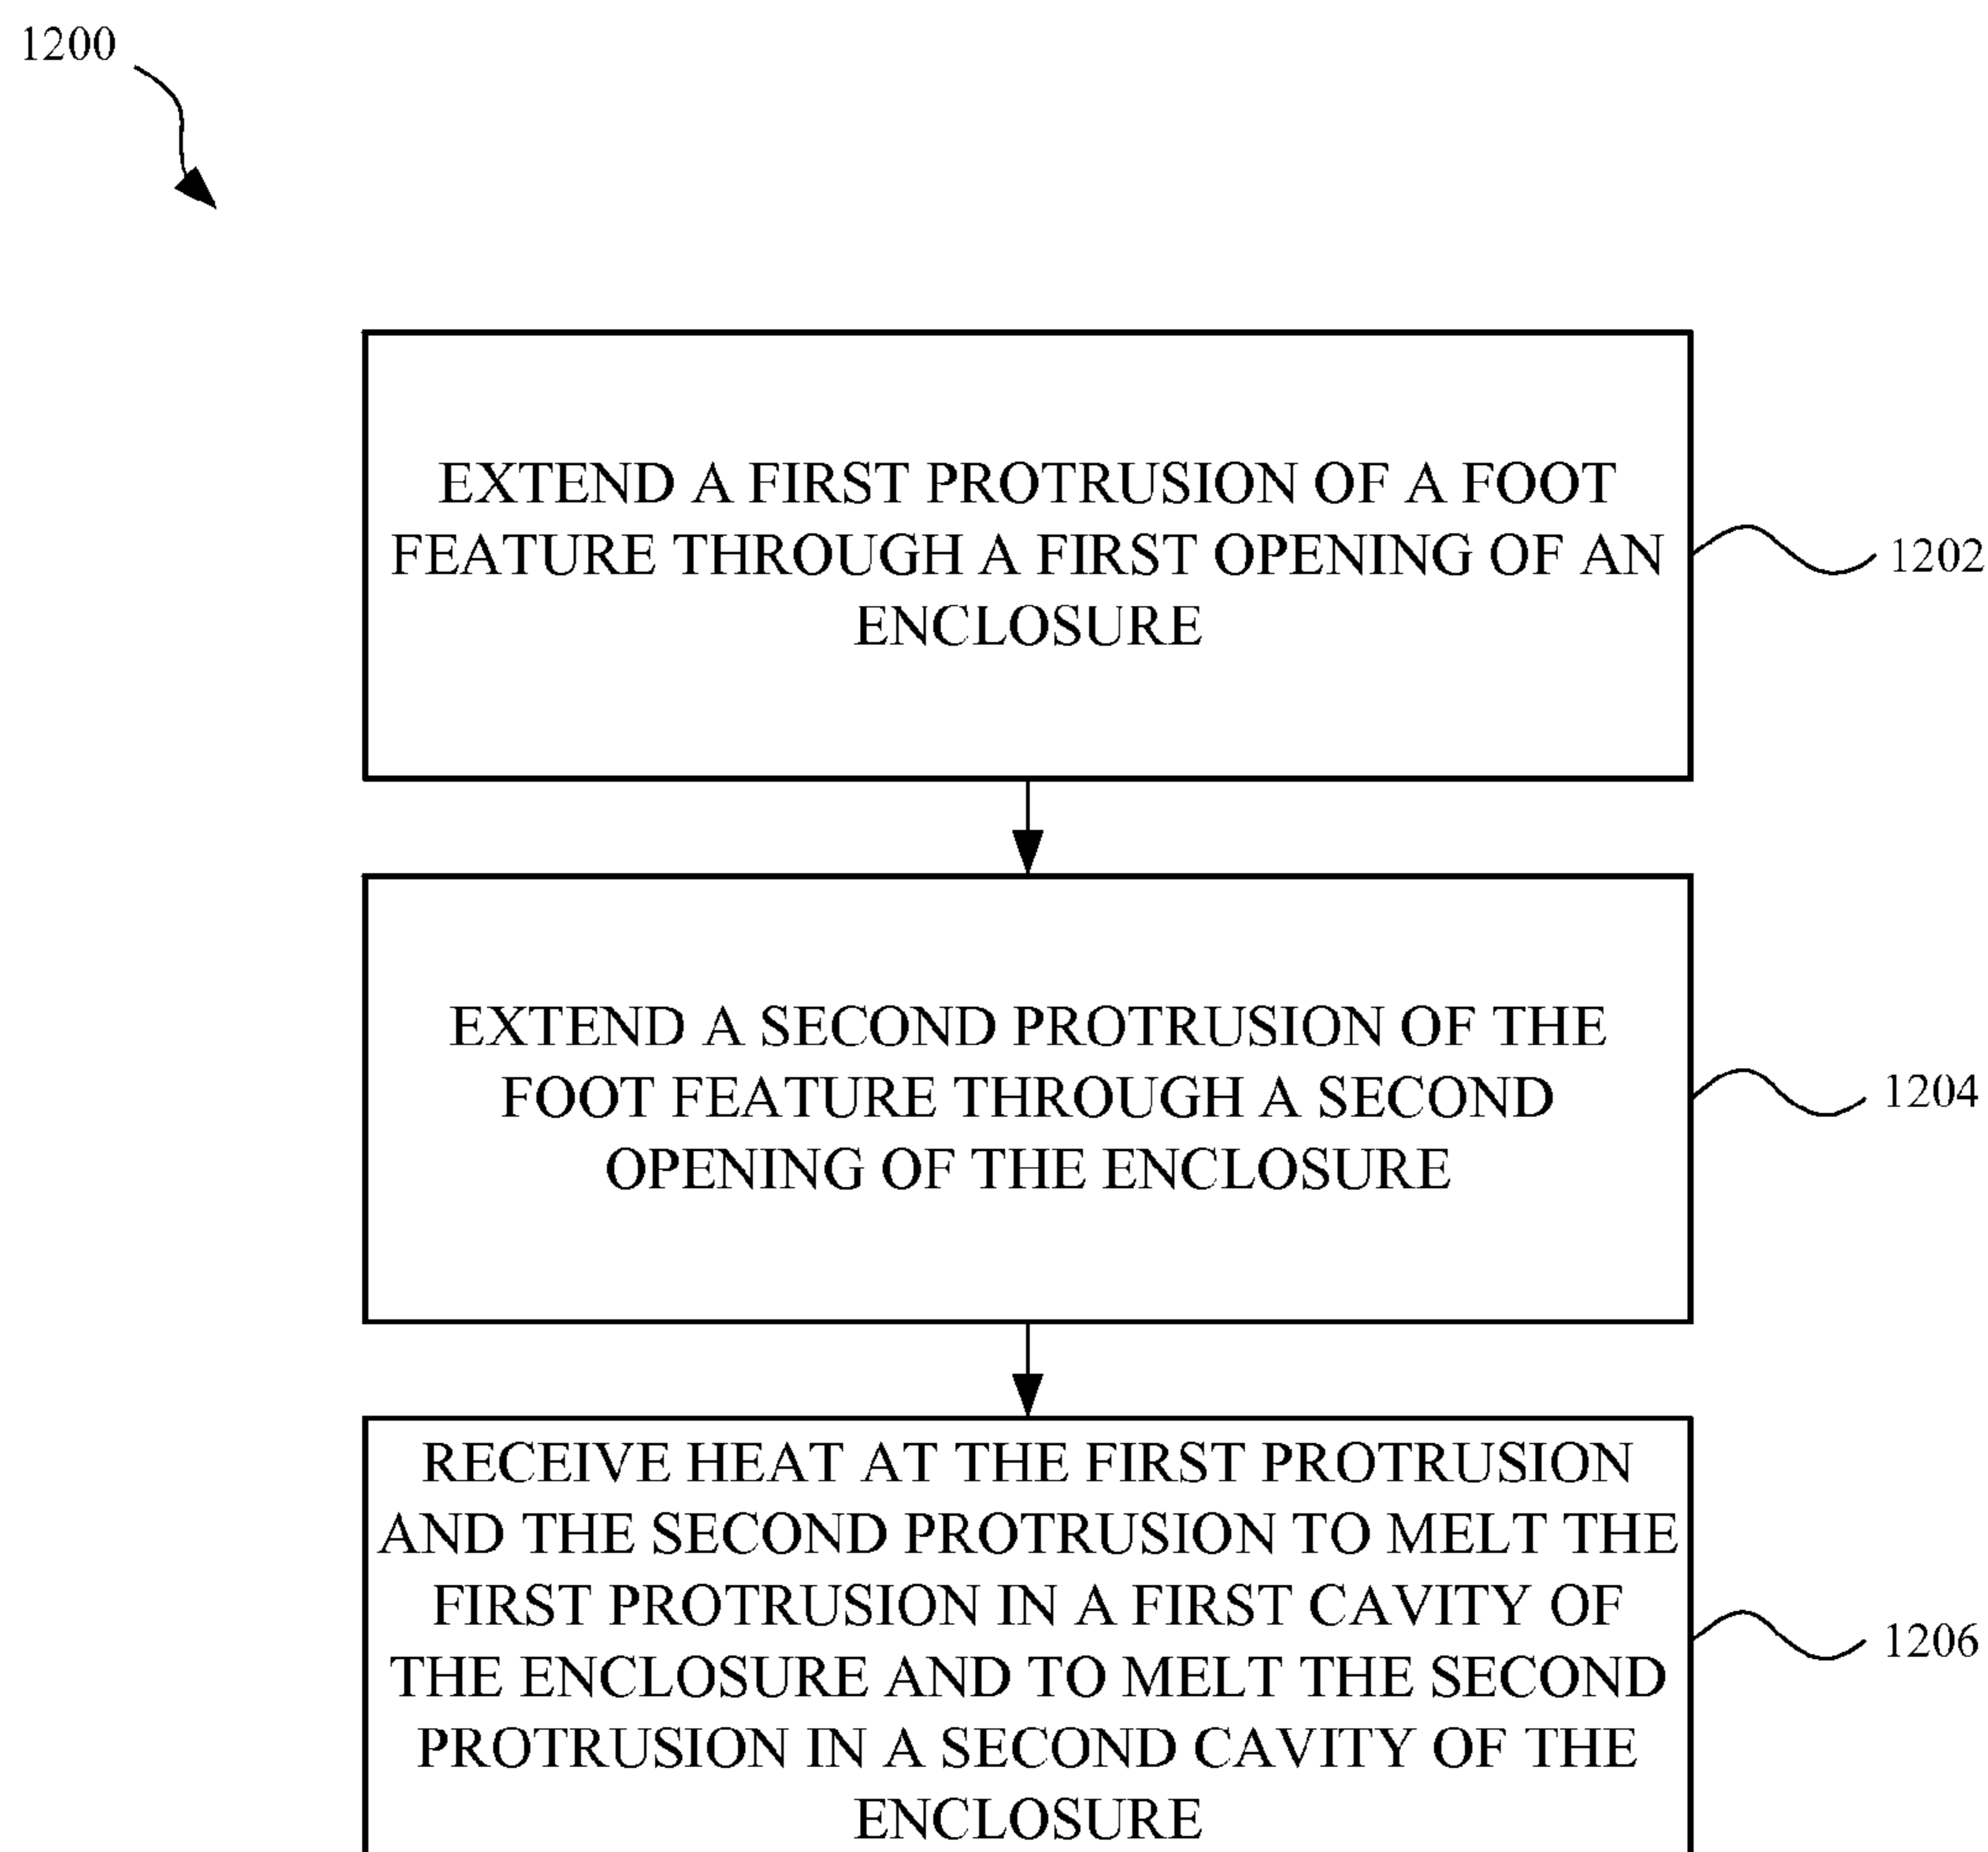 1200
EXTEND A FIRST PROTRUSION OF A FOOT
FEATURE THROUGH A FIRST OPENING OF AN
ENCLOSURE
1202
EXTEND A SECOND PROTRUSION OF THE
FOOT FEATURE THROUGH A SECOND
OPENING OF THE ENCLOSURE
1204
RECEIVE HEAT AT THE FIRST PROTRUSION
AND THE SECOND PROTRUSION TO MELT THE
FIRST PROTRUSION IN A FIRST CAVITY OF
THE ENCLOSURE AND TO MELT THE SECOND
PROTRUSION IN A SECOND CAVITY OF THE
ENCLOSURE
1206